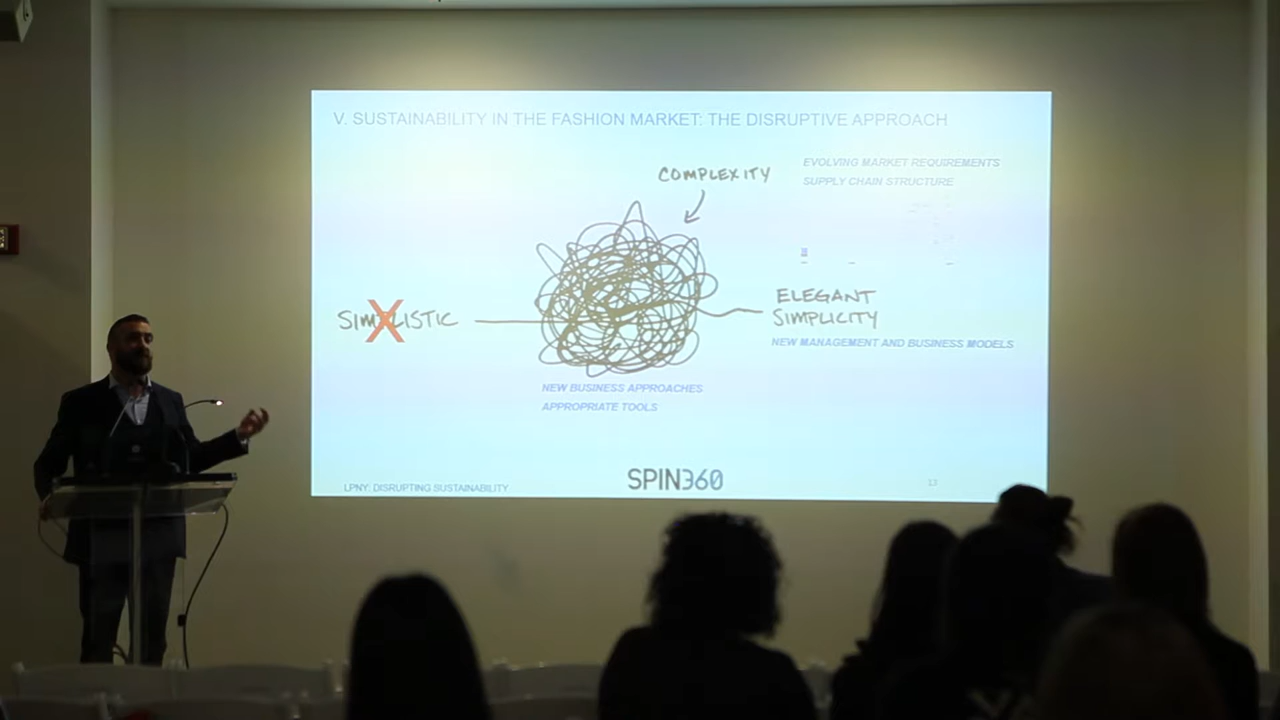 V. SUSTAINABILITY IN THE FASHION MARKET: THE DISRUPTIVE APPROACH
COMPLEXITY
EVOLVING MARKET REQUIREMENTS
SUPPLY CHAIN STRUCTURE
SIMPLISTIC
ELEGANT
SIMPLICITY
NEW MANAGEMENT AND BUSINESS MODELS
NEW BUSINESS APPROACHES
APPROPRIATE TOOLS
LPNY: DISRUPTING SUSTAINABILITY
SPIN360
13